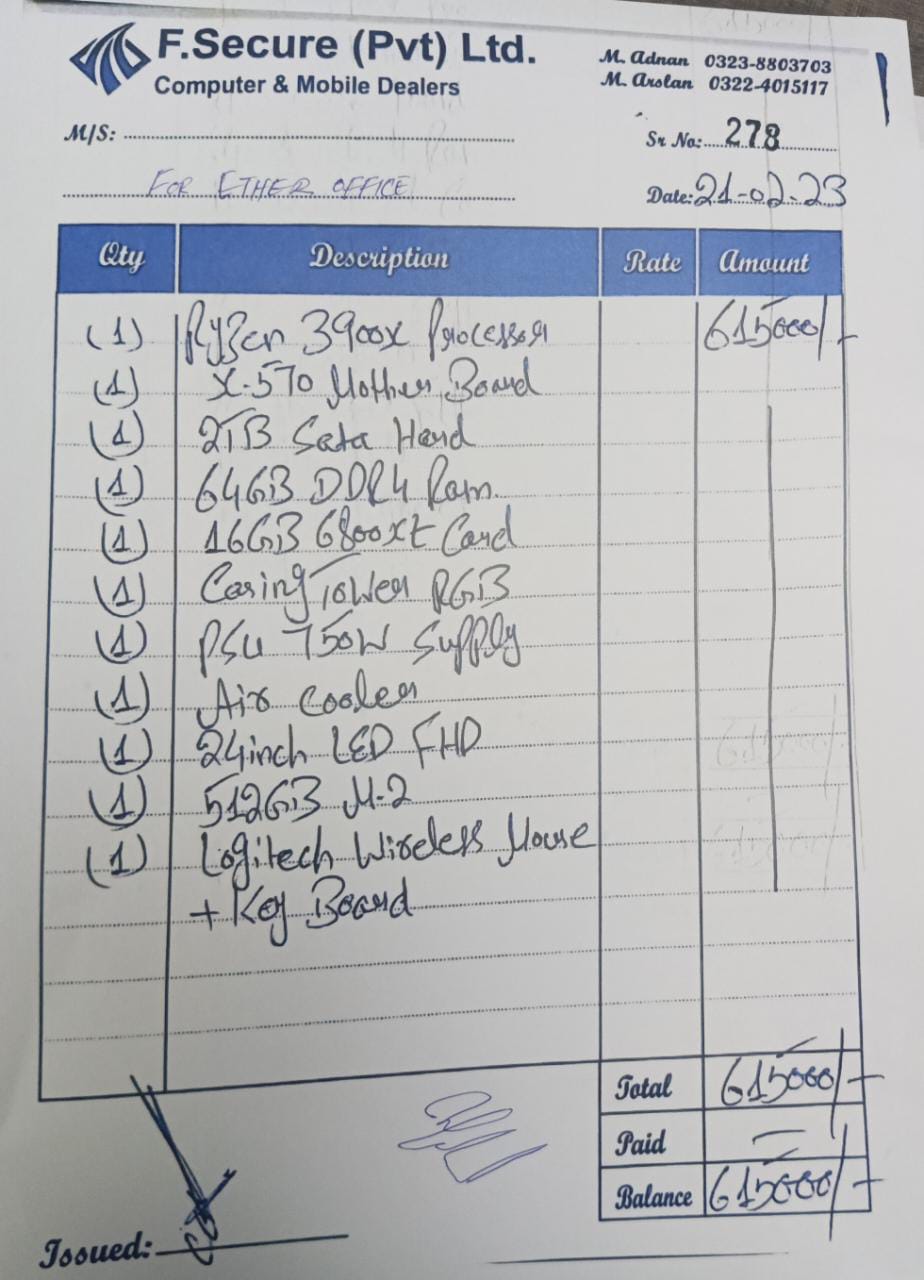 F.Secure (Pvt) Ltd.
Computer & Mobile Dealers
M. Adnan 0323-8803703
M. Arslan 0322-4015117
M/S:
Sr No: 278
FOR ETHER OFFICE
Date: 21-02-23
Qty Description Rate Amount
(1) Ryzen 3900x Processor 615000/-
(1) X-570 Mother Board
(1) 2TB Sata Hard
(1) 64GB DDR4 Ram
(1) 16GB 6800xt Card
(1) Casing Tower RGB
(1) PSU 750W Supply
(1) Air Cooler
(1) 24inch LED FHD
(1) 512GB M-2
(1) Logitech Wireless Mouse
+ Key Board
Total 615000/-
Paid —
Balance 615000/-
Issued: